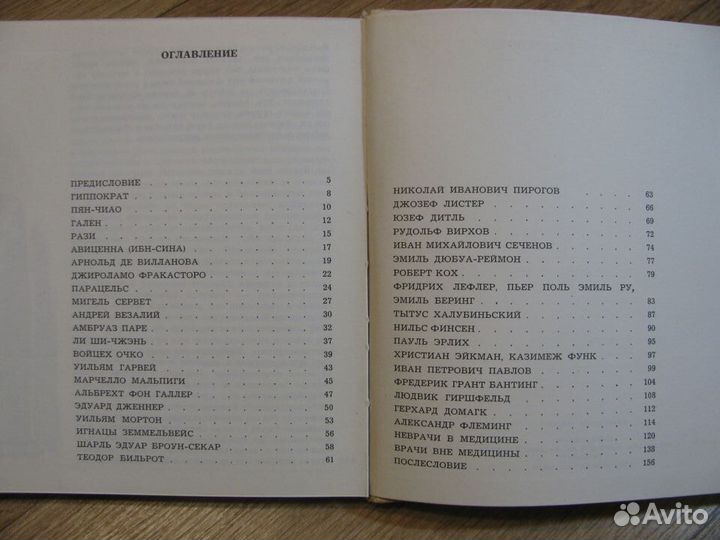 ОГЛАВЛЕНИЕ
ПРЕДИСЛОВИЕ . . . . . . . . . . . 5
ГИППОКРАТ . . . . . . . . . . . 8
ПЯН-ЧИАО . . . . . . . . . . . 10
ГАЛЕН . . . . . . . . . . . 12
РАЗИ . . . . . . . . . . . 15
АВИЦЕННА (ИБН-СИНА) . . . . . . . . 17
АРНОЛЬД ДЕ ВИЛЛАНОВА . . . . . . . 19
ДЖИРОЛАМО ФРАКАСТОРО . . . . . . . 22
ПАРАЦЕЛЬС . . . . . . . . . . . 24
МИГЕЛЬ СЕРВЕТ . . . . . . . . . . 27
АНДРЕЙ ВЕЗАЛИЙ . . . . . . . . . 30
АМБРУАЗ ПАРЕ . . . . . . . . . . 32
ЛИ ШИ-ЧЖЭНЬ . . . . . . . . . . 37
ВОЙЦЕХ ОЧКО . . . . . . . . . . 39
УИЛЬЯМ ГАРВЕЙ . . . . . . . . . 43
МАРЧЕЛЛО МАЛЬПИГИ . . . . . . . . 45
АЛЬБРЕХТ ФОН ГАЛЛЕР . . . . . . . 47
ЭДУАРД ДЖЕННЕР . . . . . . . . . 50
УИЛЬЯМ МОРТОН . . . . . . . . . 53
ИГНАЦЫ ЗЕММЕЛЬВЕЙС . . . . . . . 56
ШАРЛЬ ЭДУАР БРОУН-СЕКАР . . . . . . 58
ТЕОДОР БИЛЬРОТ . . . . . . . . . 61
НИКОЛАЙ ИВАНОВИЧ ПИРОГОВ . . . . . 63
ДЖОЗЕФ ЛИСТЕР . . . . . . . . . 66
ЮЗЕФ ДИТЛЬ . . . . . . . . . . 69
РУДОЛЬФ ВИРХОВ . . . . . . . . . 72
ИВАН МИХАЙЛОВИЧ СЕЧЕНОВ . . . . . . 74
ЭМИЛЬ ДЮБУА-РЕЙМОН . . . . . . . 77
РОБЕРТ КОХ . . . . . . . . . . 79
ФРИДРИХ ЛЕФЛЕР, ПЬЕР ПОЛЬ ЭМИЛЬ РУ,
ЭМИЛЬ БЕРИНГ . . . . . . . . . . 83
ТЫТУС ХАЛУБИНЬСКИЙ . . . . . . . . 87
НИЛЬС ФИНСЕН . . . . . . . . . . 90
ПАУЛЬ ЭРЛИХ . . . . . . . . . . 95
ХРИСТИАН ЭЙКМАН, КАЗИМЕЖ ФУНК . . . . 97
ИВАН ПЕТРОВИЧ ПАВЛОВ . . . . . . . 99
ФРЕДЕРИК ГРАНТ БАНТИНГ . . . . . . 104
ЛЮДВИК ГИРШФЕЛЬД . . . . . . . . 108
ГЕРХАРД ДОМАГК . . . . . . . . . 112
АЛЕКСАНДР ФЛЕМИНГ . . . . . . . . 114
НЕВРАЧИ В МЕДИЦИНЕ . . . . . . . . 120
ВРАЧИ ВНЕ МЕДИЦИНЫ . . . . . . . 138
ПОСЛЕСЛОВИЕ . . . . . . . . . . 156
Avito